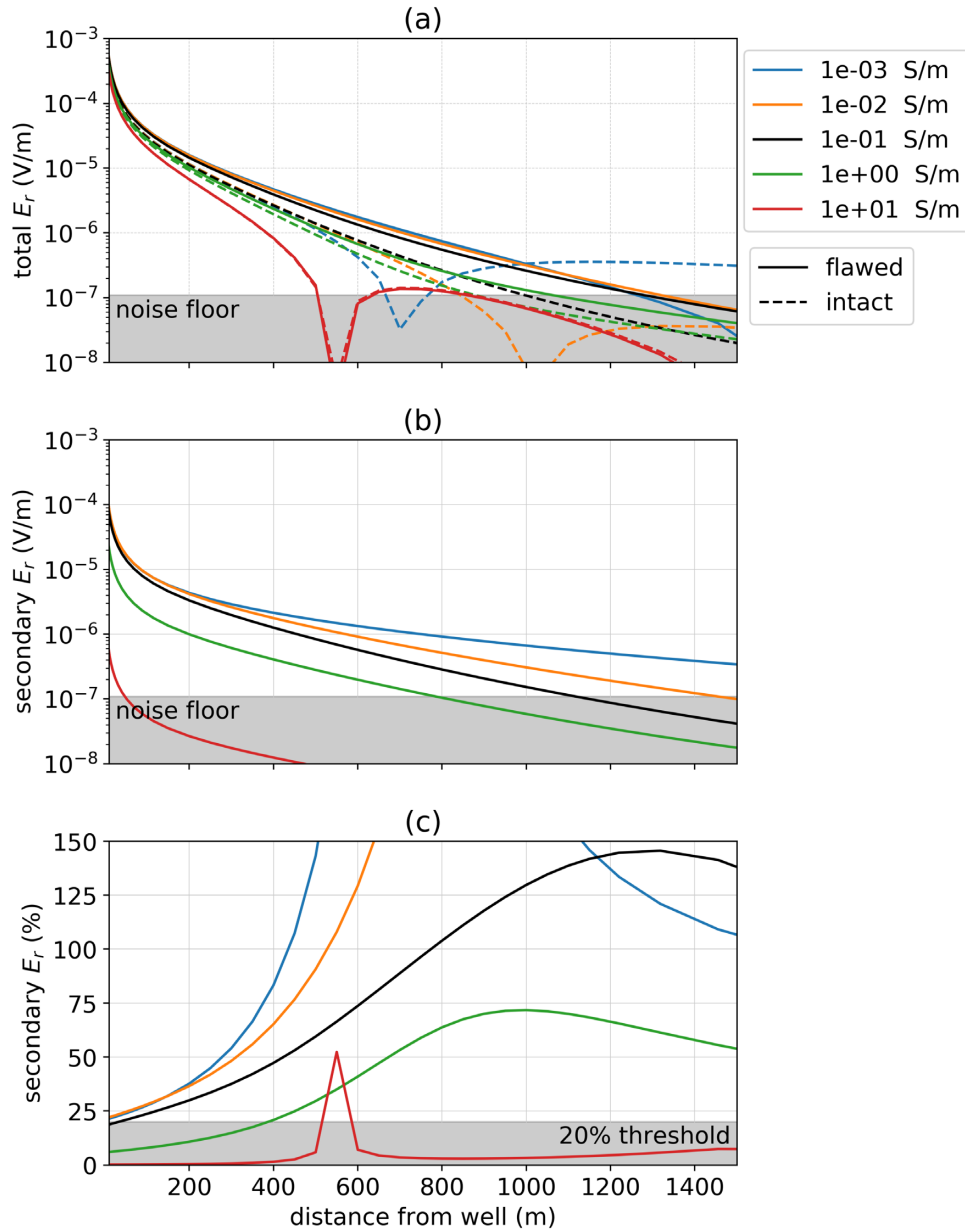 (a)
total E_r (V/m)
10⁻³
10⁻⁴
10⁻⁵
10⁻⁶
10⁻⁷
10⁻⁸
noise floor
1e-03 S/m
1e-02 S/m
1e-01 S/m
1e+00 S/m
1e+01 S/m
flawed
intact
(b)
secondary E_r (V/m)
10⁻³
10⁻⁴
10⁻⁵
10⁻⁶
10⁻⁷
10⁻⁸
noise floor
(c)
secondary E_r (%)
150
125
100
75
50
25
0
20% threshold
200 400 600 800 1000 1200 1400
distance from well (m)